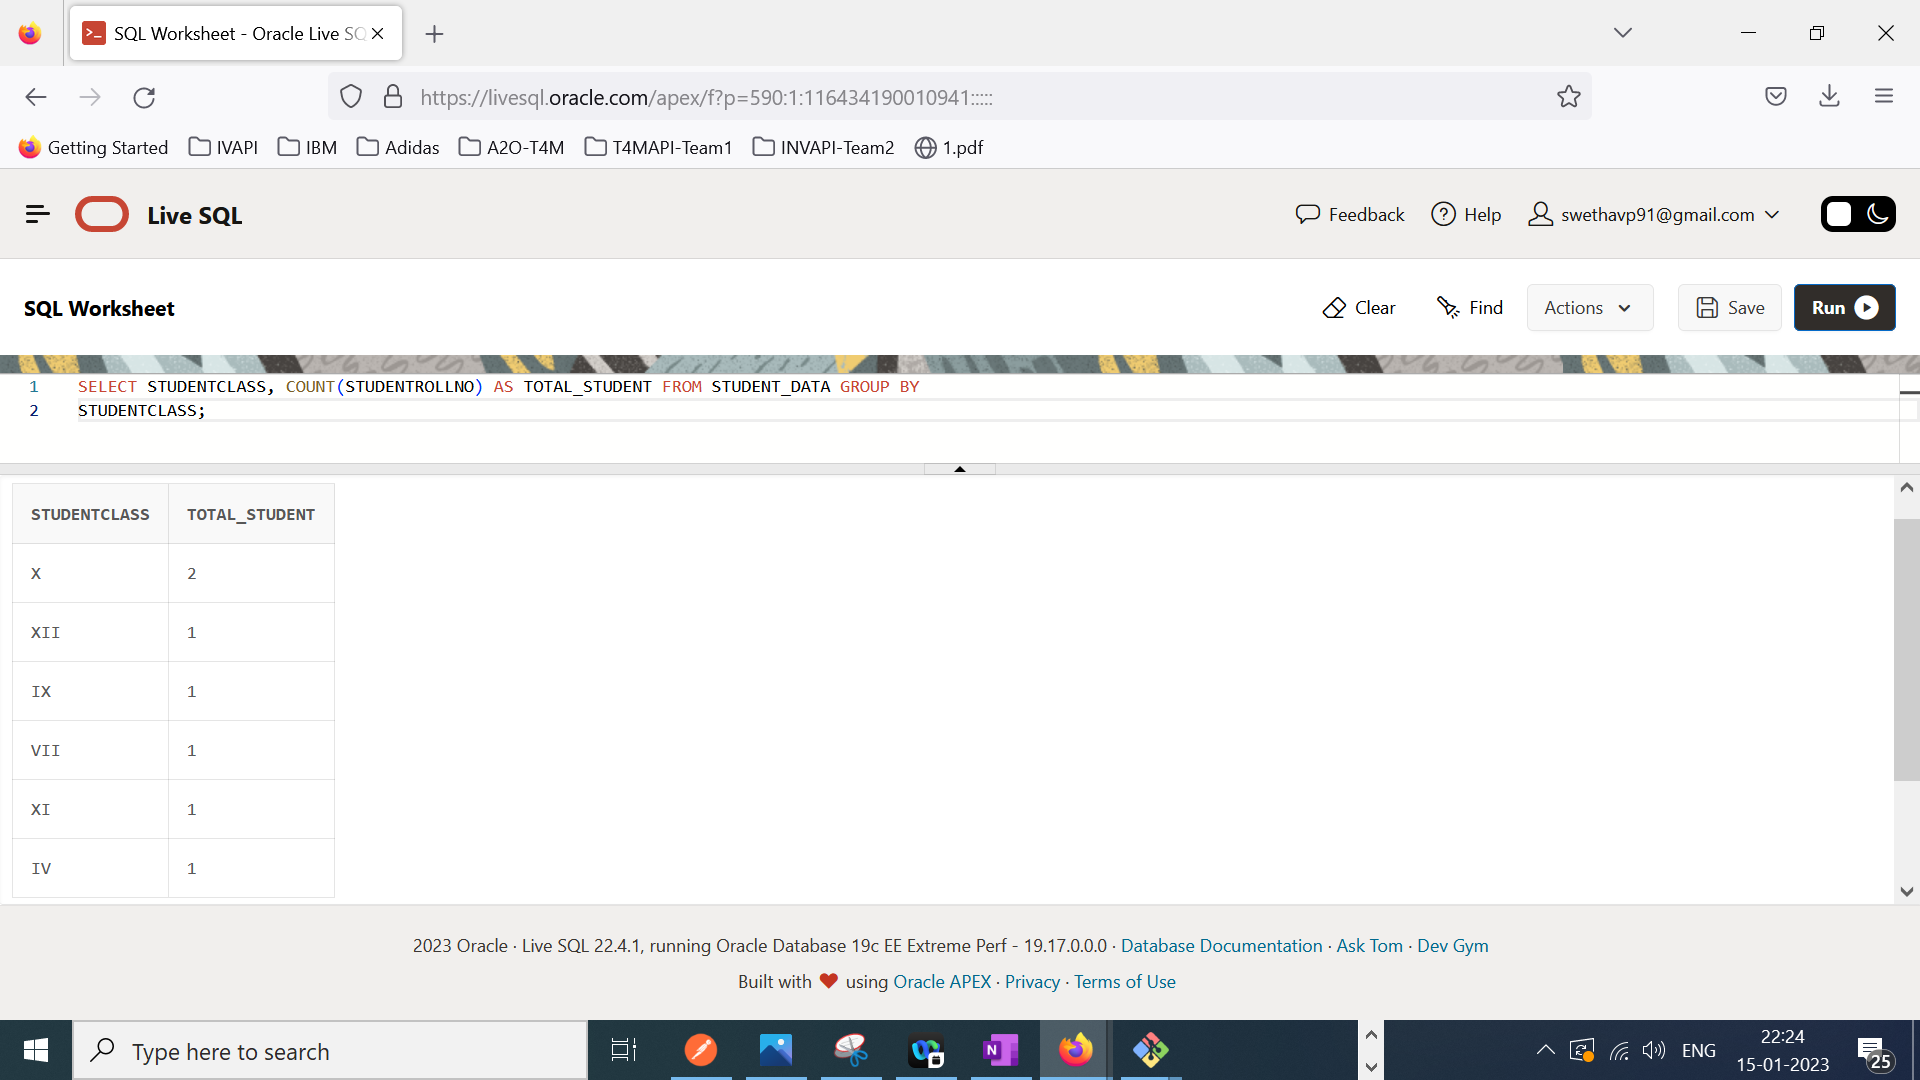 SQL Worksheet - Oracle Live SQ
https://livesql.oracle.com/apex/f?p=590:1:116434190010941:::::
Getting Started IVAPI IBM Adidas A2O-T4M T4MAPI-Team1 INVAPI-Team2 1.pdf
Live SQL Feedback Help swethavp91@gmail.com
SQL Worksheet Clear Find Actions Save Run
1 SELECT STUDENTCLASS, COUNT(STUDENTROLLNO) AS TOTAL_STUDENT FROM STUDENT_DATA GROUP BY
2 STUDENTCLASS;
STUDENTCLASS TOTAL_STUDENT
X 2
XII 1
IX 1
VII 1
XI 1
IV 1
2023 Oracle · Live SQL 22.4.1, running Oracle Database 19c EE Extreme Perf - 19.17.0.0.0 · Database Documentation · Ask Tom · Dev Gym
Built with ❤ using Oracle APEX · Privacy · Terms of Use
Type here to search N ENG 22:24
15-01-2023 25